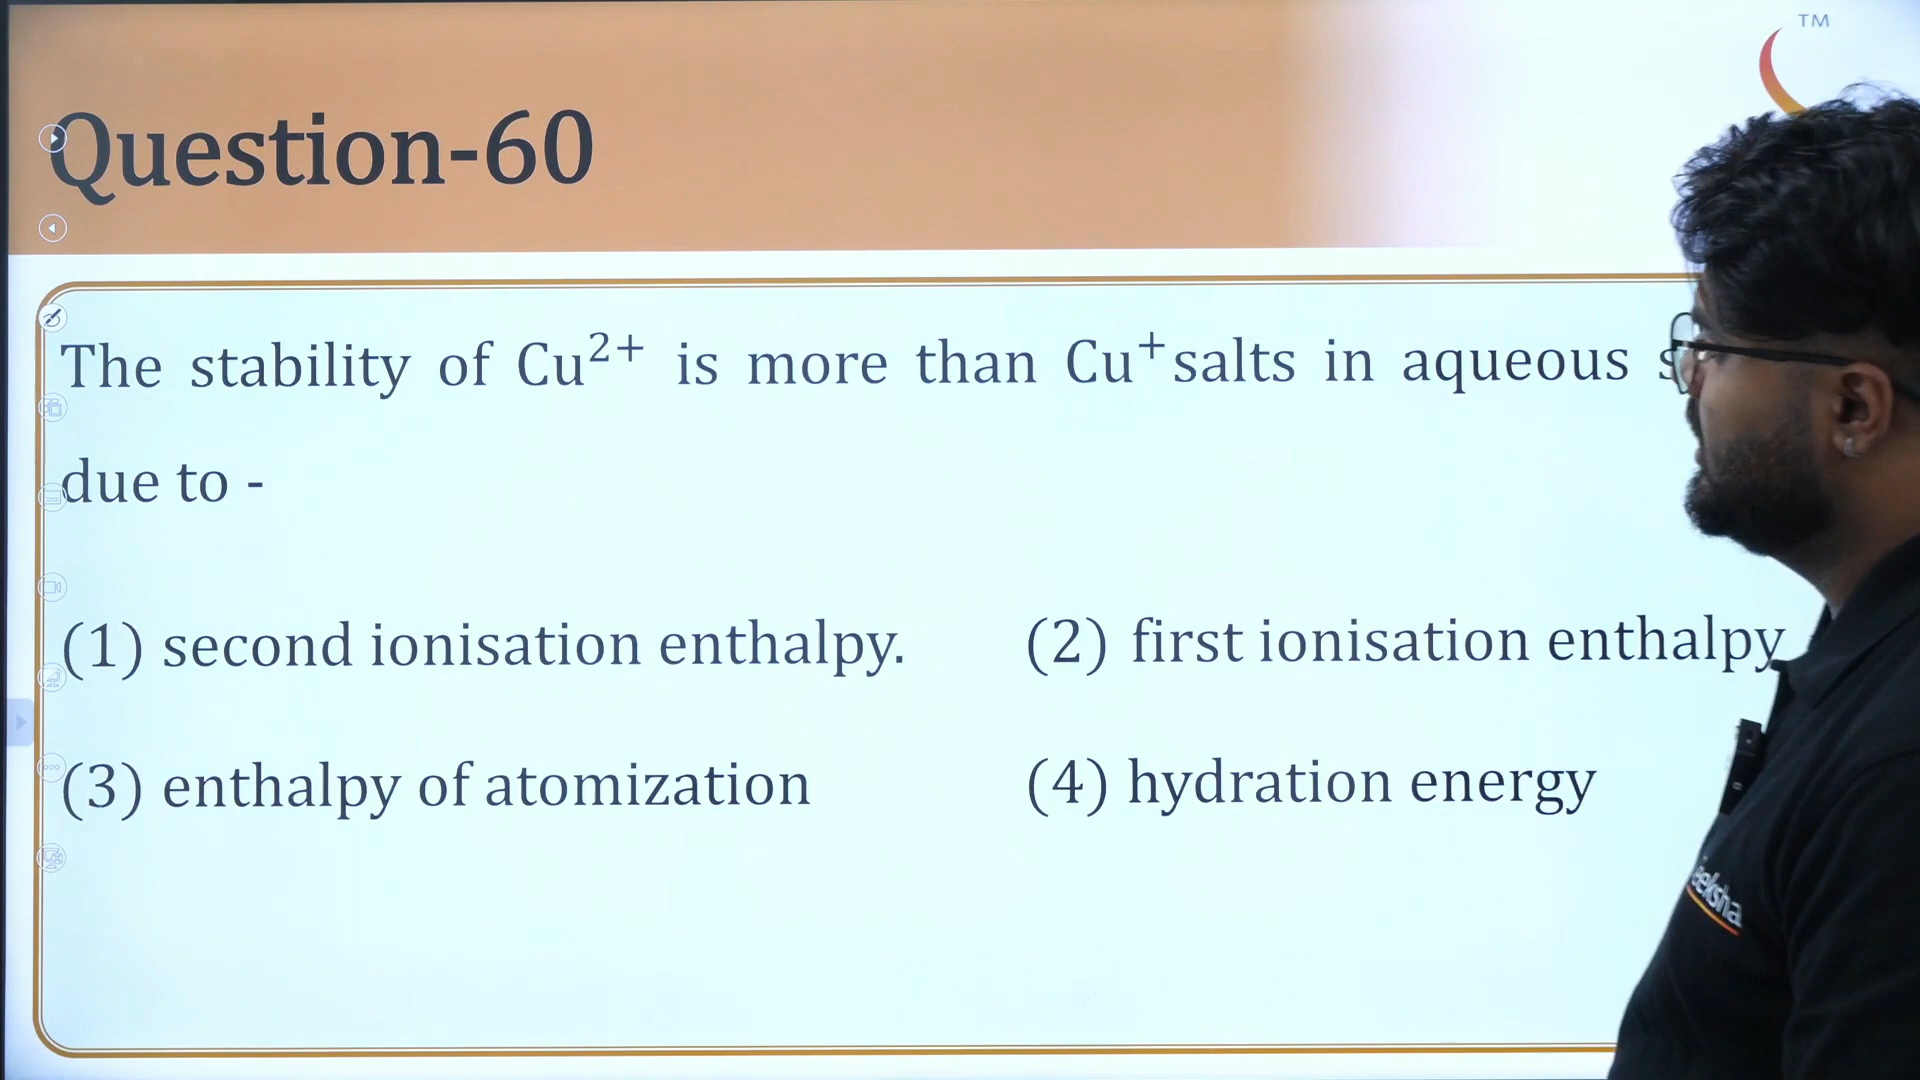 TM
Question-60
The stability of Cu²⁺ is more than Cu⁺salts in aqueous
due to -
(1) second ionisation enthalpy.
(2) first ionisation enthalpy
(3) enthalpy of atomization
(4) hydration energy
eeksha